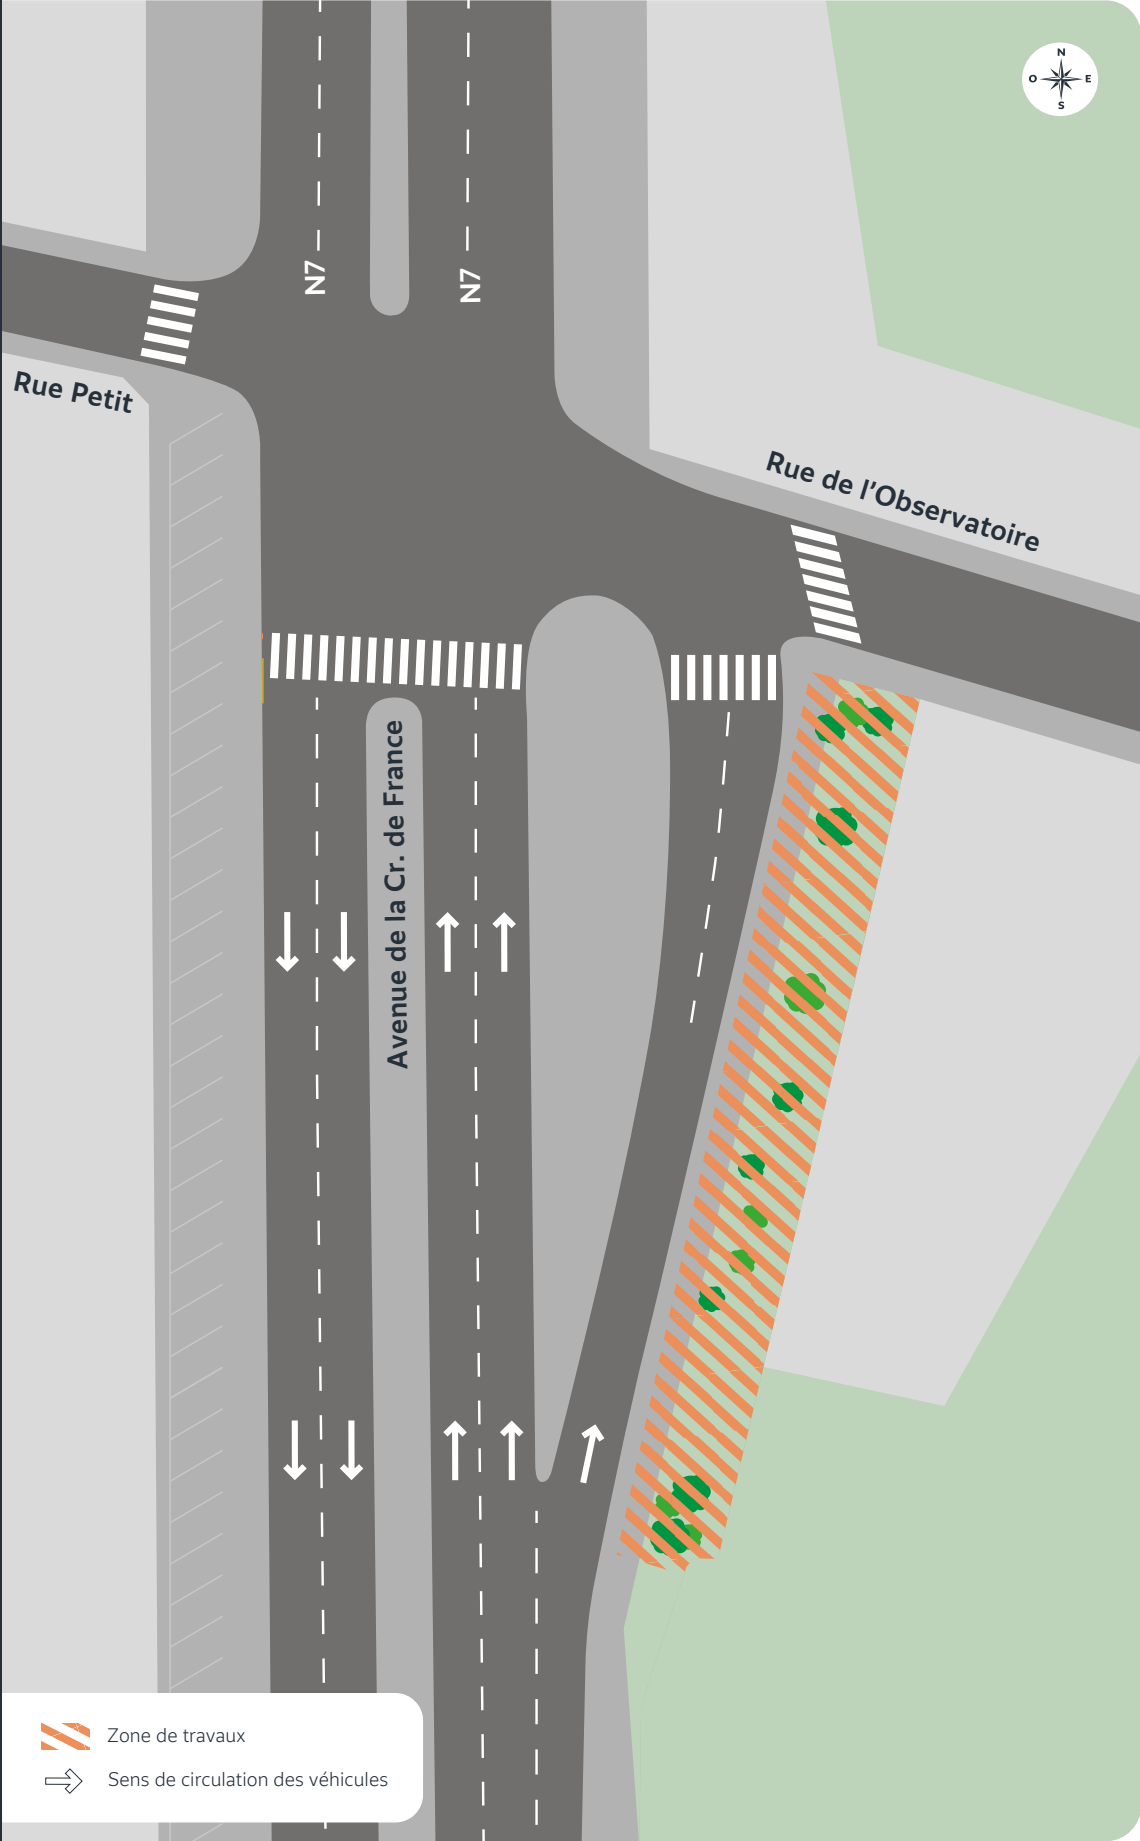 N
O
E
S
N7
N7
Rue Petit
Rue de l'Observatoire
Avenue de la Cr. de France
Zone de travaux
Sens de circulation des véhicules